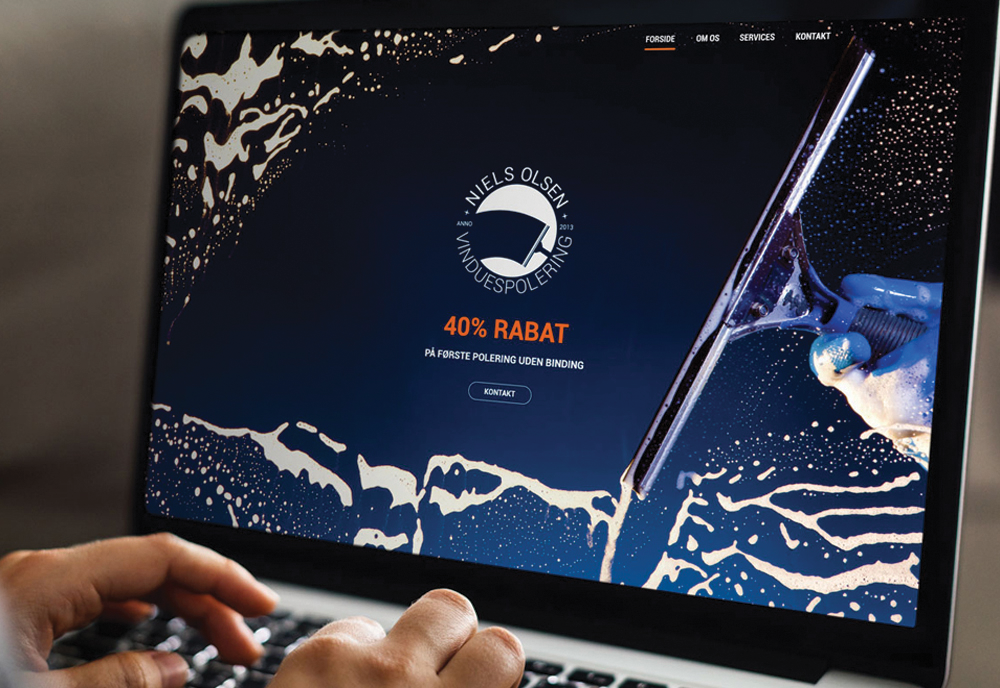 FORSIDE OM OS SERVICES KONTAKT
NIELS OLSEN
ANNO 2013
VINDUESPOLERING
40% RABAT
PÅ FØRSTE POLERING UDEN BINDING
KONTAKT